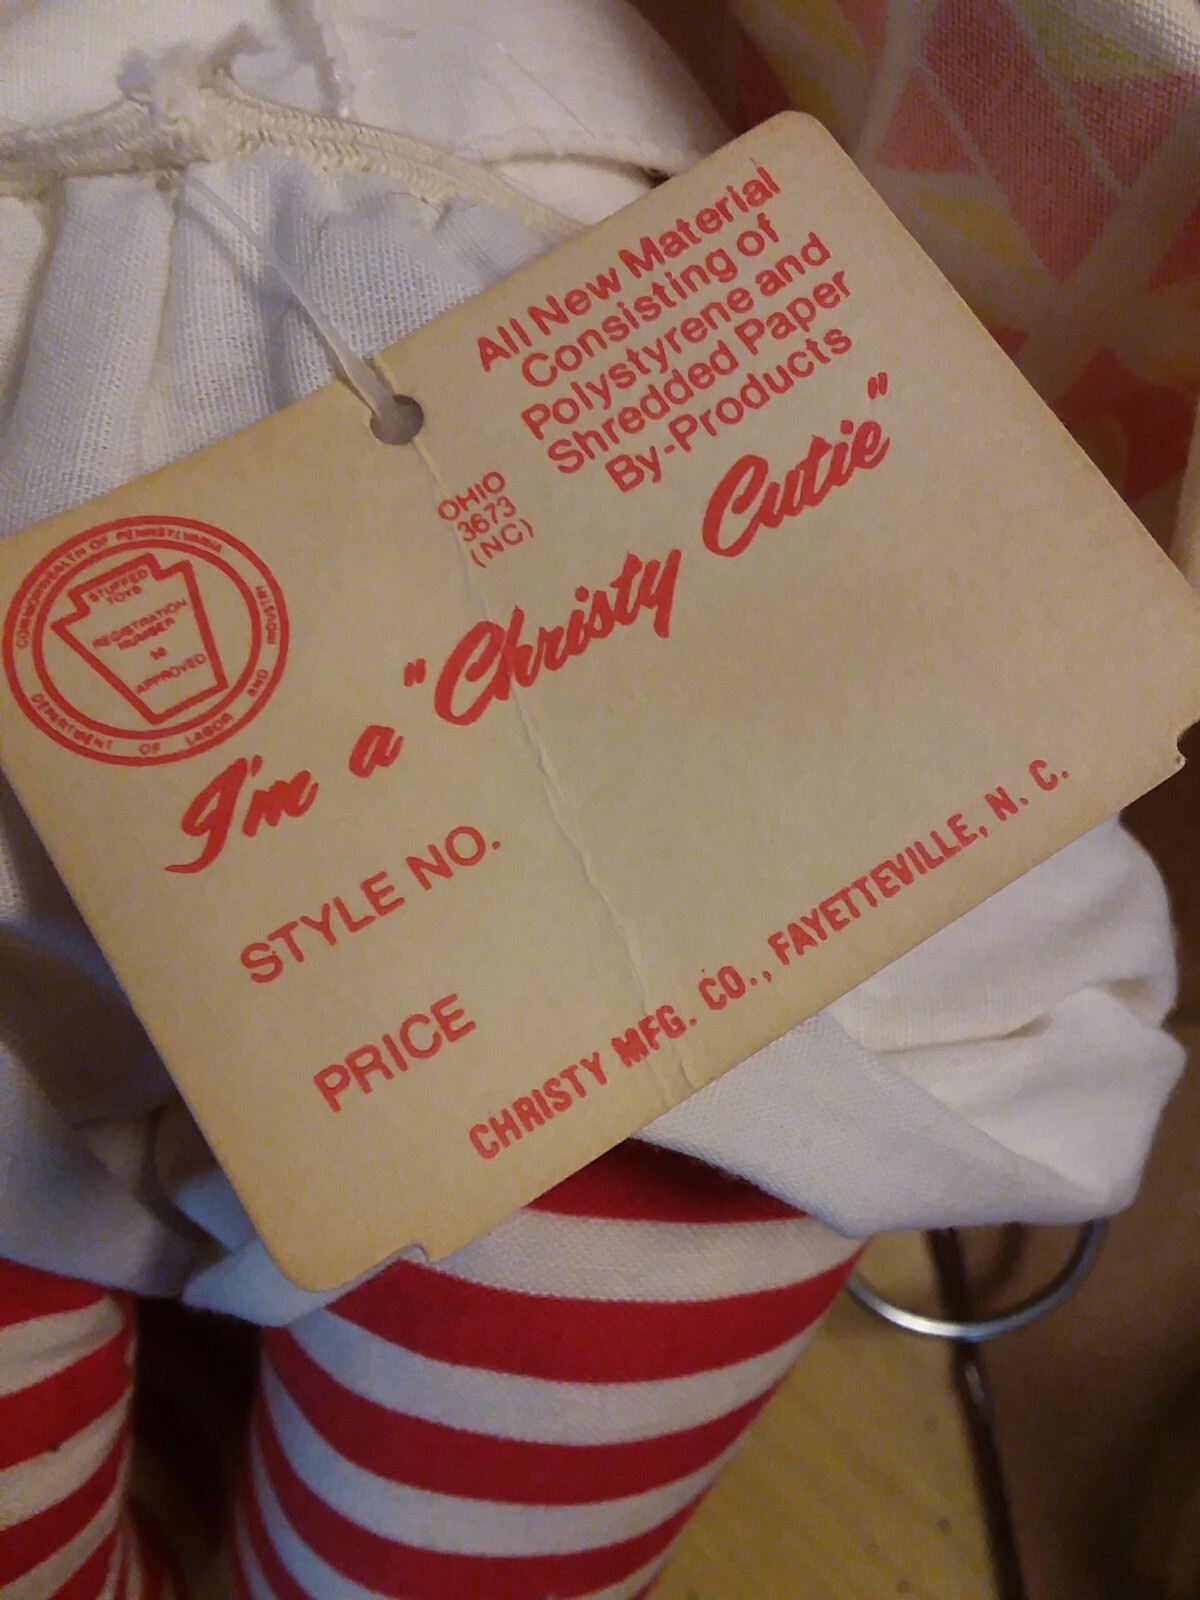 All New Material
Consisting of
Polystyrene and
Shredded Paper
By-Products
OHIO
3673
(NC)
COMMONWEALTH OF PENNSYLVANIA
DEPARTMENT OF LABOR AND INDUSTRY
STUFFED
TOYS
REGISTRATION
NUMBER
APPROVED
I'm a "Christy Cutie"
STYLE NO.
PRICE
CHRISTY MFG. CO., FAYETTEVILLE, N. C.